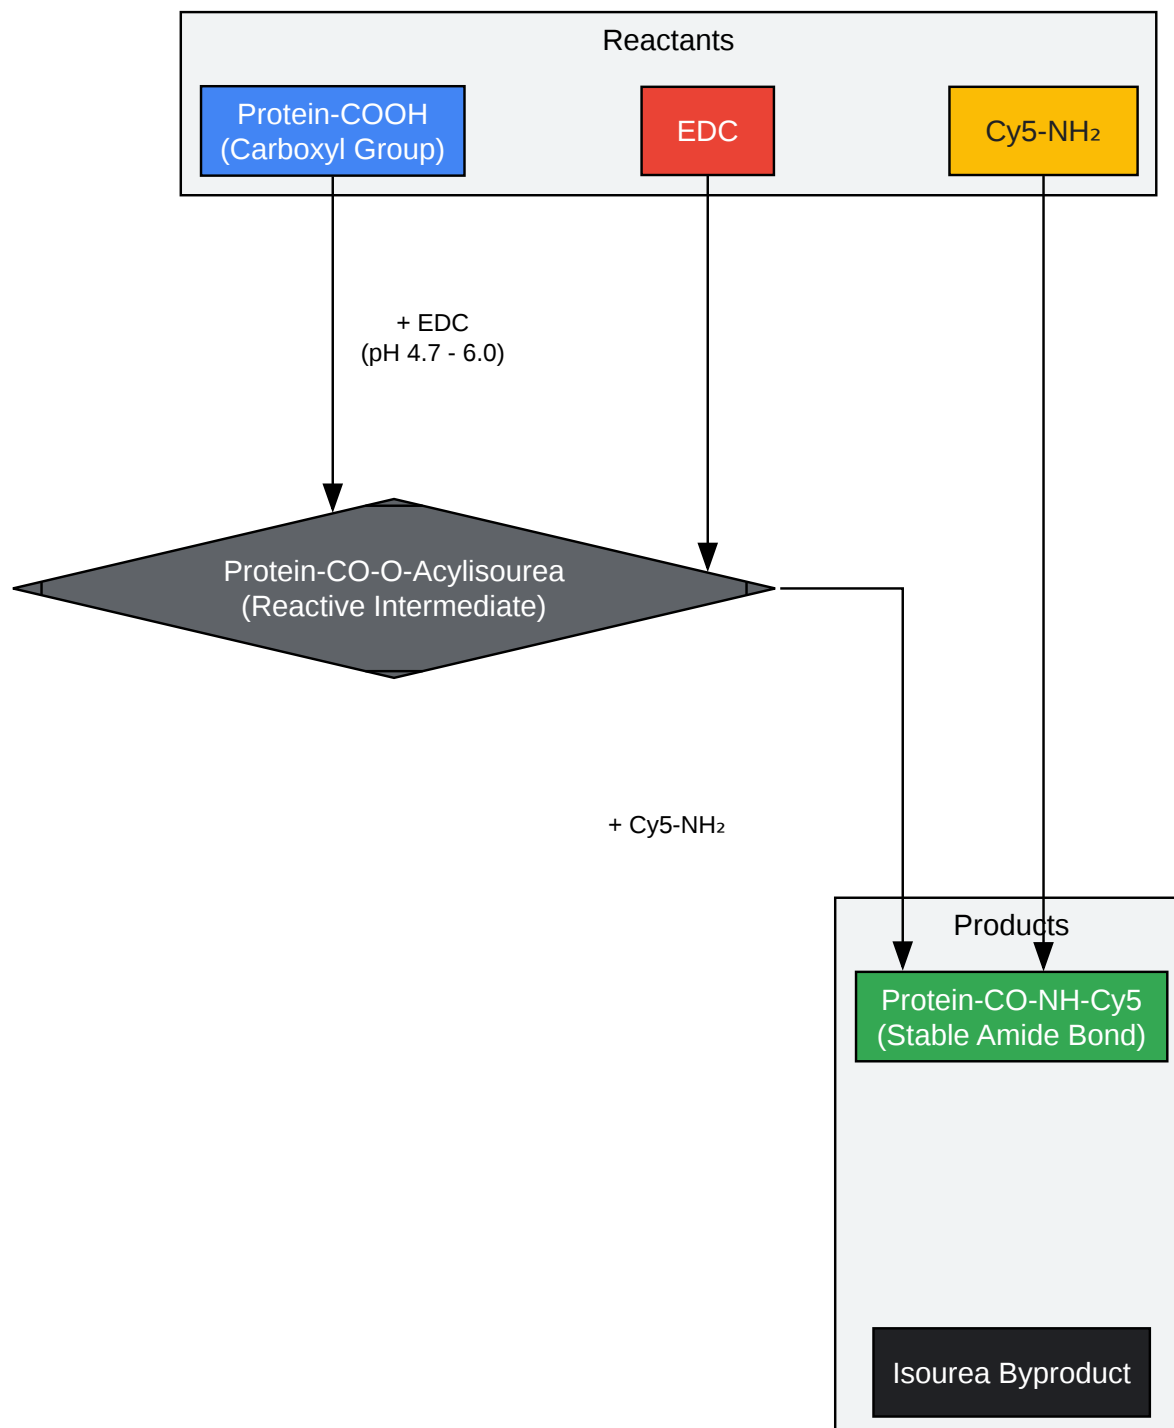 Reactants
Protein-COOH
(Carboxyl Group)
EDC
Cy5-NH₂
+ EDC
(pH 4.7 - 6.0)
Protein-CO-O-Acylisourea
(Reactive Intermediate)
+ Cy5-NH₂
Products
Protein-CO-NH-Cy5
(Stable Amide Bond)
Isourea Byproduct